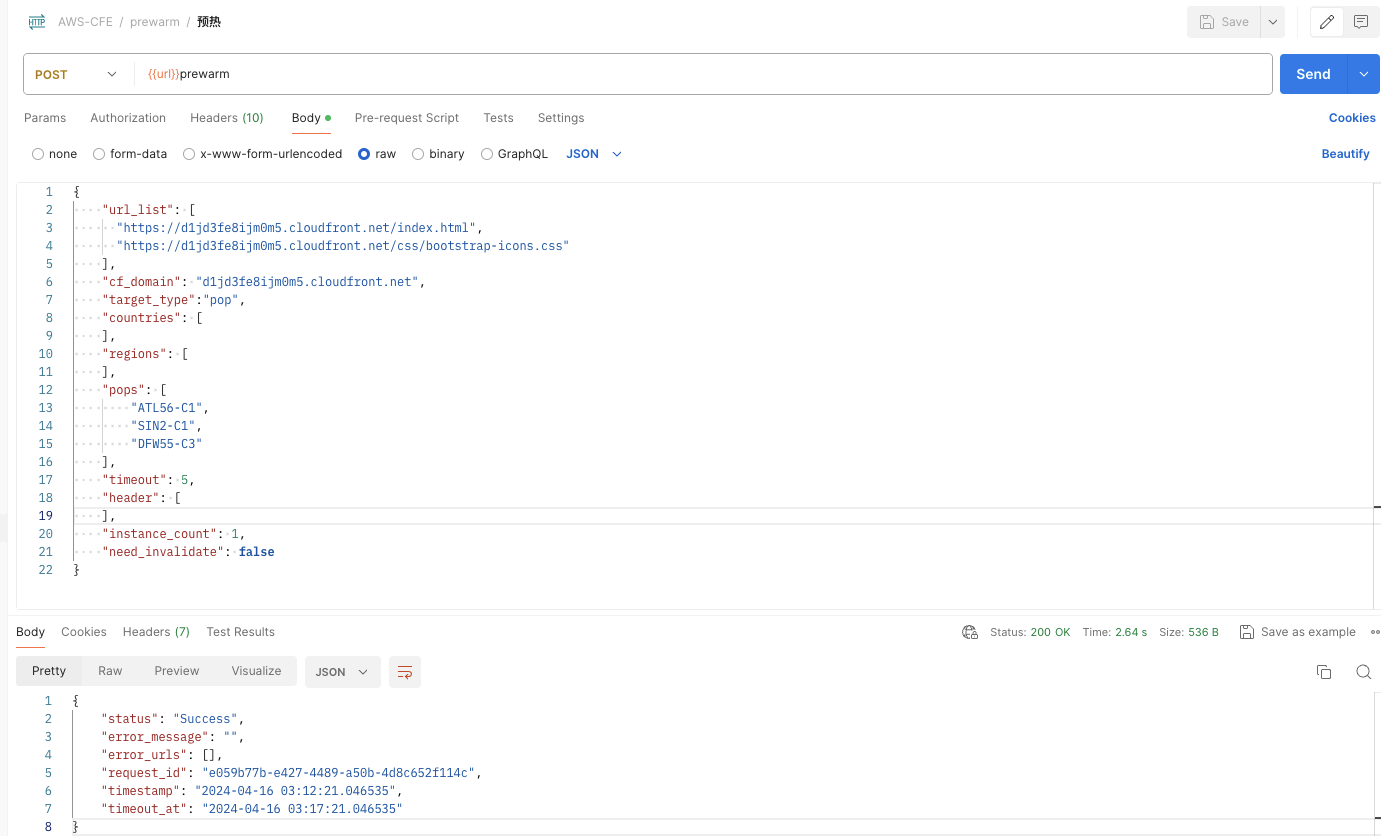 HTTP AWS-CFE / prewarm / 预热 Save
POST {{url}}prewarm Send
Params Authorization Headers (10) Body Pre-request Script Tests Settings Cookies
none form-data x-www-form-urlencoded raw binary GraphQL JSON Beautify
1 {
2 "url_list": [
3 "https://d1jd3fe8ijm0m5.cloudfront.net/index.html",
4 "https://d1jd3fe8ijm0m5.cloudfront.net/css/bootstrap-icons.css"
5 ],
6 "cf_domain": "d1jd3fe8ijm0m5.cloudfront.net",
7 "target_type":"pop",
8 "countries": [
9 ],
10 "regions": [
11 ],
12 "pops": [
13 "ATL56-C1",
14 "SIN2-C1",
15 "DFW55-C3"
16 ],
17 "timeout": 5,
18 "header": [
19 ],
20 "instance_count": 1,
21 "need_invalidate": false
22 }
Body Cookies Headers (7) Test Results Status: 200 OK Time: 2.64 s Size: 536 B Save as example
Pretty Raw Preview Visualize JSON
1 {
2 "status": "Success",
3 "error_message": "",
4 "error_urls": [],
5 "request_id": "e059b77b-e427-4489-a50b-4d8c652f114c",
6 "timestamp": "2024-04-16 03:12:21.046535",
7 "timeout_at": "2024-04-16 03:17:21.046535"
8 }